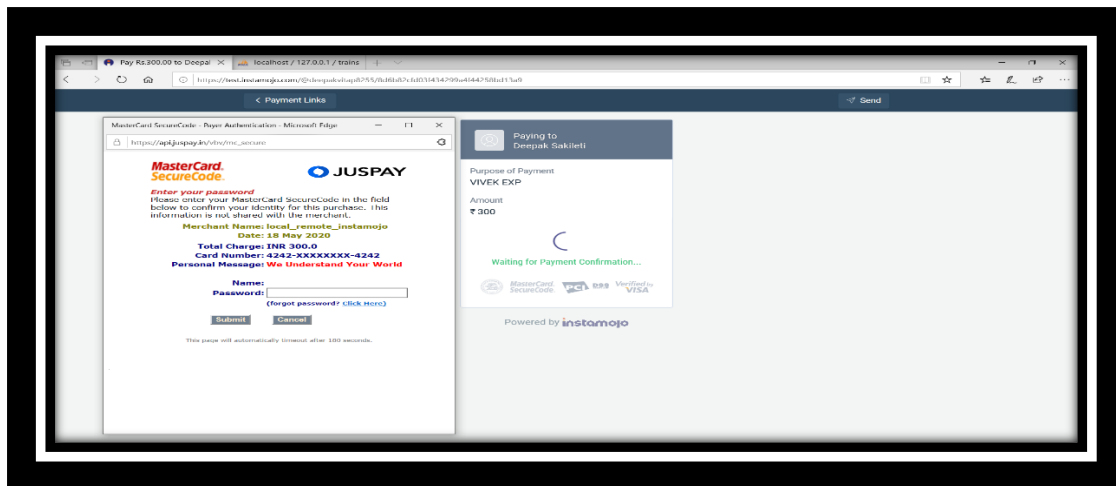 Pay Rs.300.00 to Deepal
localhost / 127.0.0.1 / trains
< Payment Links
Send
MasterCard SecureCode - Payer Authentication - Microsoft Edge
https://api.juspay.in/vbv/mc_secure
MasterCard.
SecureCode.
JUSPAY
Enter your password
Please enter your MasterCard SecureCode in the field
below to confirm your identity for this purchase. This
information is not shared with the merchant.
Merchant Name: local_remote_instamojo
Date: 18 May 2020
Total Charge: INR 300.0
Card Number: 4242-XXXXXXXX-4242
Personal Message: We Understand Your World
Name:
Password:
(forgot password? Click Here)
Submit Cancel
This page will automatically timeout after 180 seconds.
Paying to
Deepak Sakileti
Purpose of Payment
VIVEK EXP
Amount
₹ 300
Waiting for Payment Confirmation...
MasterCard.
SecureCode
PCI
Verified by
VISA
Powered by instamojo